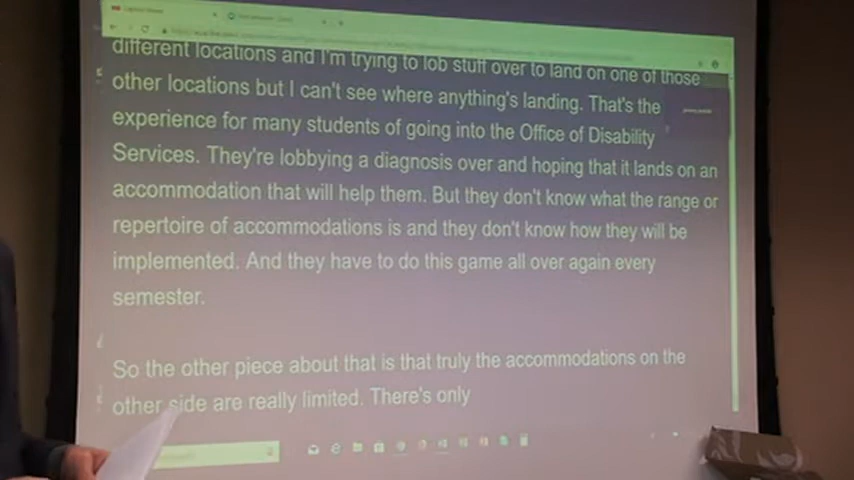 different locations and I'm trying to lob stuff over to land on one of those
other locations but I can't see where anything's landing. That's the
experience for many students of going into the Office of Disability
Services. They're lobbying a diagnosis over and hoping that it lands on an
accommodation that will help them. But they don't know what the range or
repertoire of accommodations is and they don't know how they will be
implemented. And they have to do this game all over again every
semester.
So the other piece about that is that truly the accommodations on the
other side are really limited. There's only